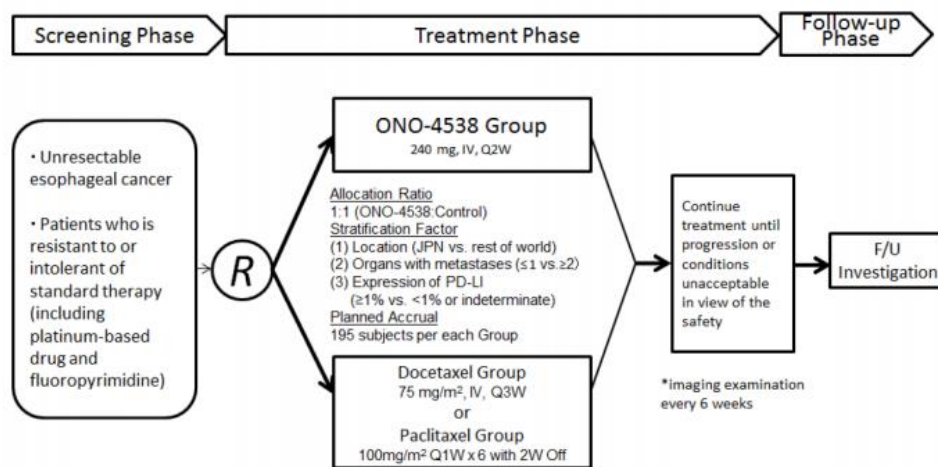 Screening Phase
Treatment Phase
Follow-up
Phase
· Unresectable
esophageal cancer
· Patients who is
resistant to or
intolerant of
standard therapy
(including
platinum-based
drug and
fluoropyrimidine)
R
ONO-4538 Group
240 mg, IV, Q2W
Allocation Ratio
1:1 (ONO-4538:Control)
Stratification Factor
(1) Location (JPN vs. rest of world)
(2) Organs with metastases (≤1 vs.≥2)
(3) Expression of PD-LI
(≥1% vs. <1% or indeterminate)
Planned Accrual
195 subjects per each Group
Docetaxel Group
75 mg/m², IV, Q3W
or
Paclitaxel Group
100mg/m² Q1W x 6 with 2W Off
Continue
treatment until
progression or
conditions
unacceptable
in view of the
safety
*imaging examination
every 6 weeks
F/U
Investigation